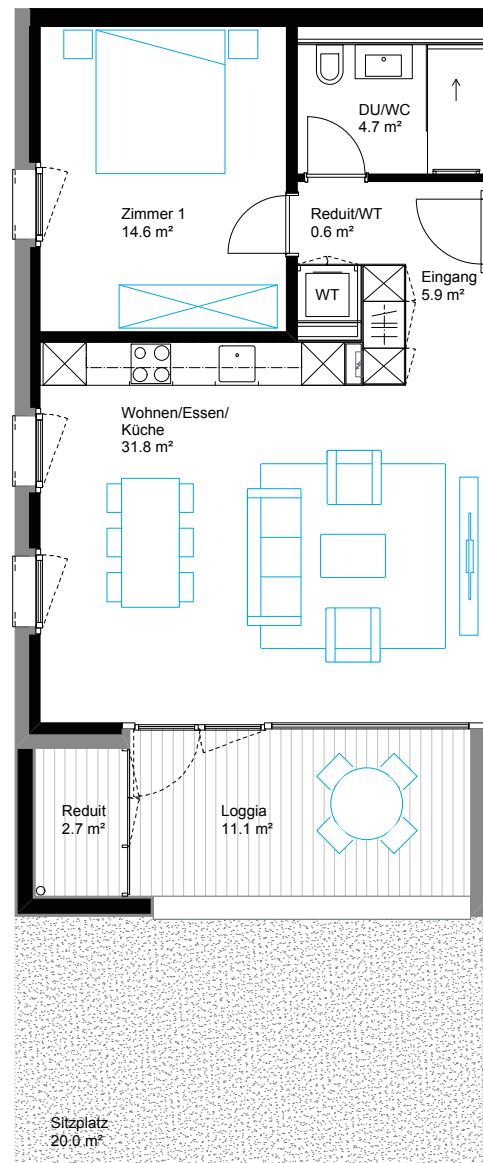 DU/WC
4.7 m²
Zimmer 1
14.6 m²
Reduit/WT
0.6 m²
Eingang
5.9 m²
WT
Wohnen/Essen/
Küche
31.8 m²
Reduit
2.7 m²
Loggia
11.1 m²
Sitzplatz
20.0 m²